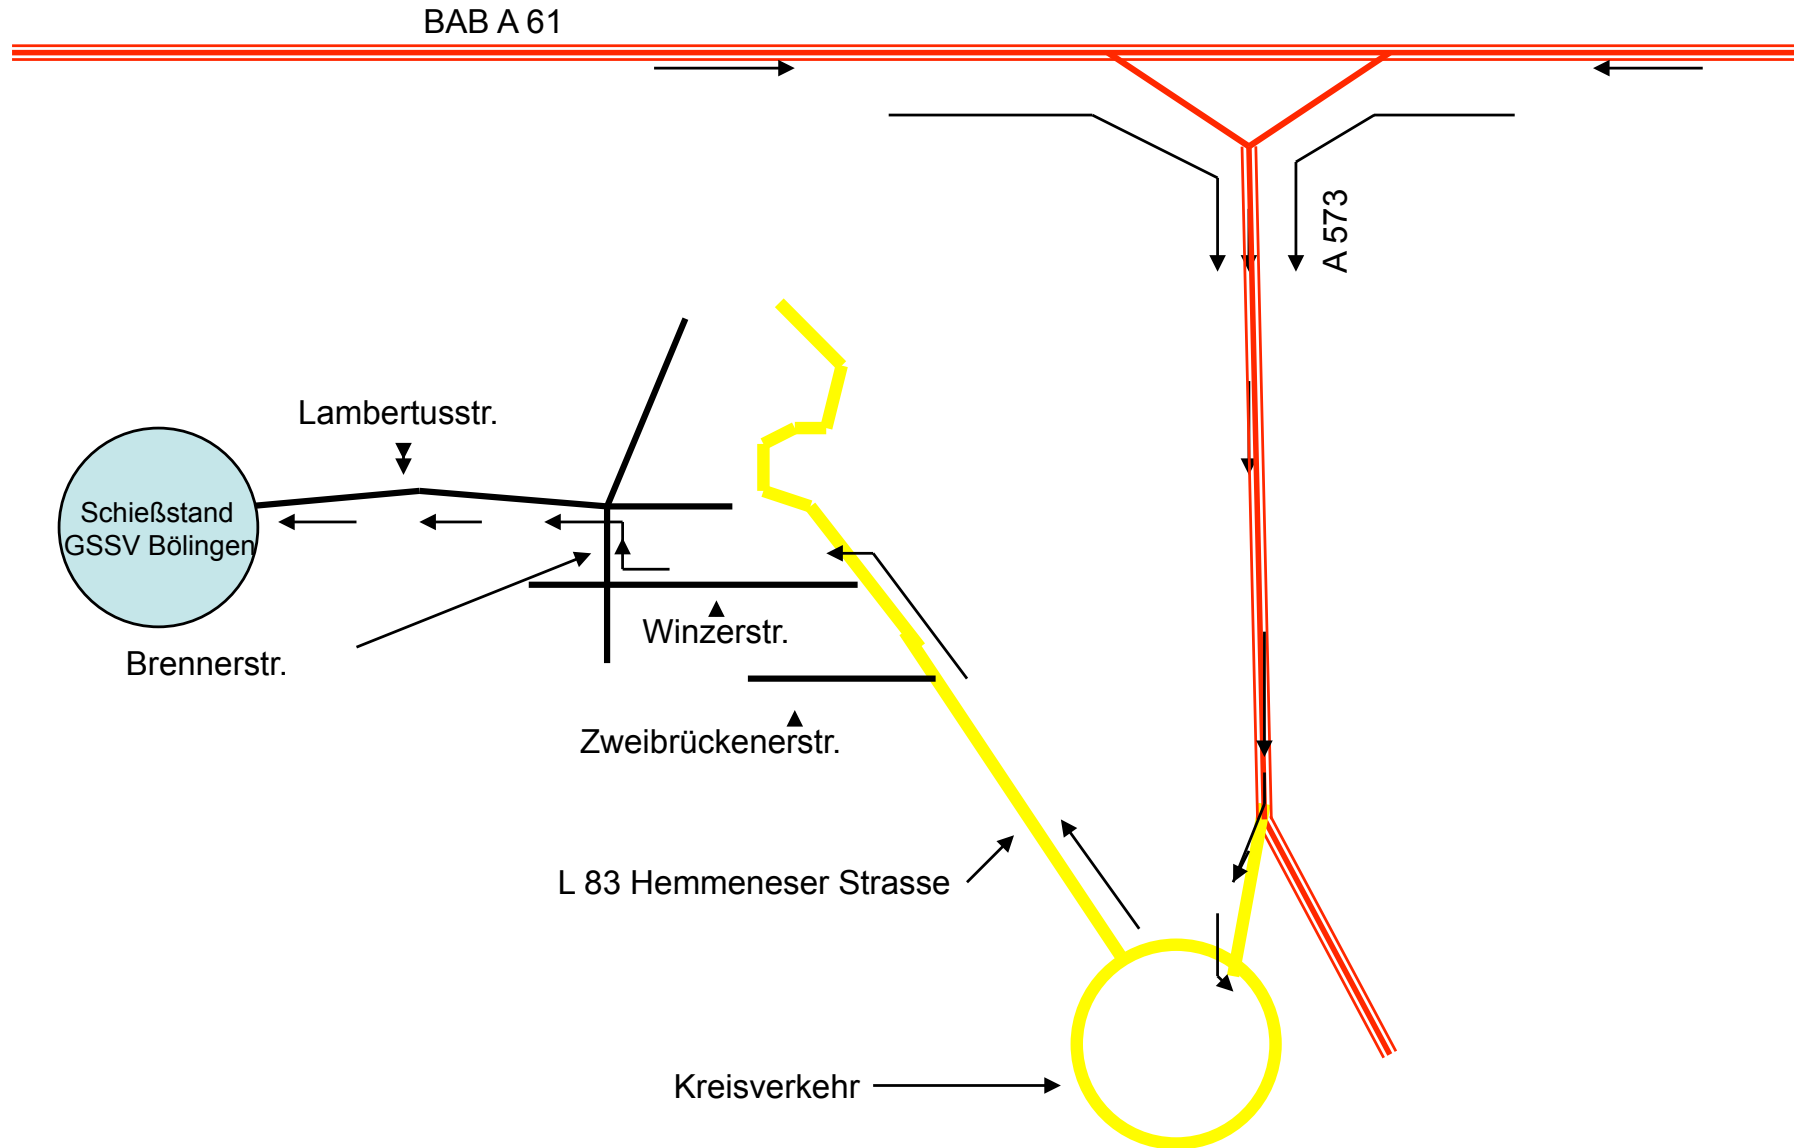 BAB A 61
A 573
Lambertusstr.
Schießstand
GSSV Bölingen
Winzerstr.
Brennerstr.
Zweibrückenerstr.
L 83 Hemmeneser Strasse
Kreisverkehr